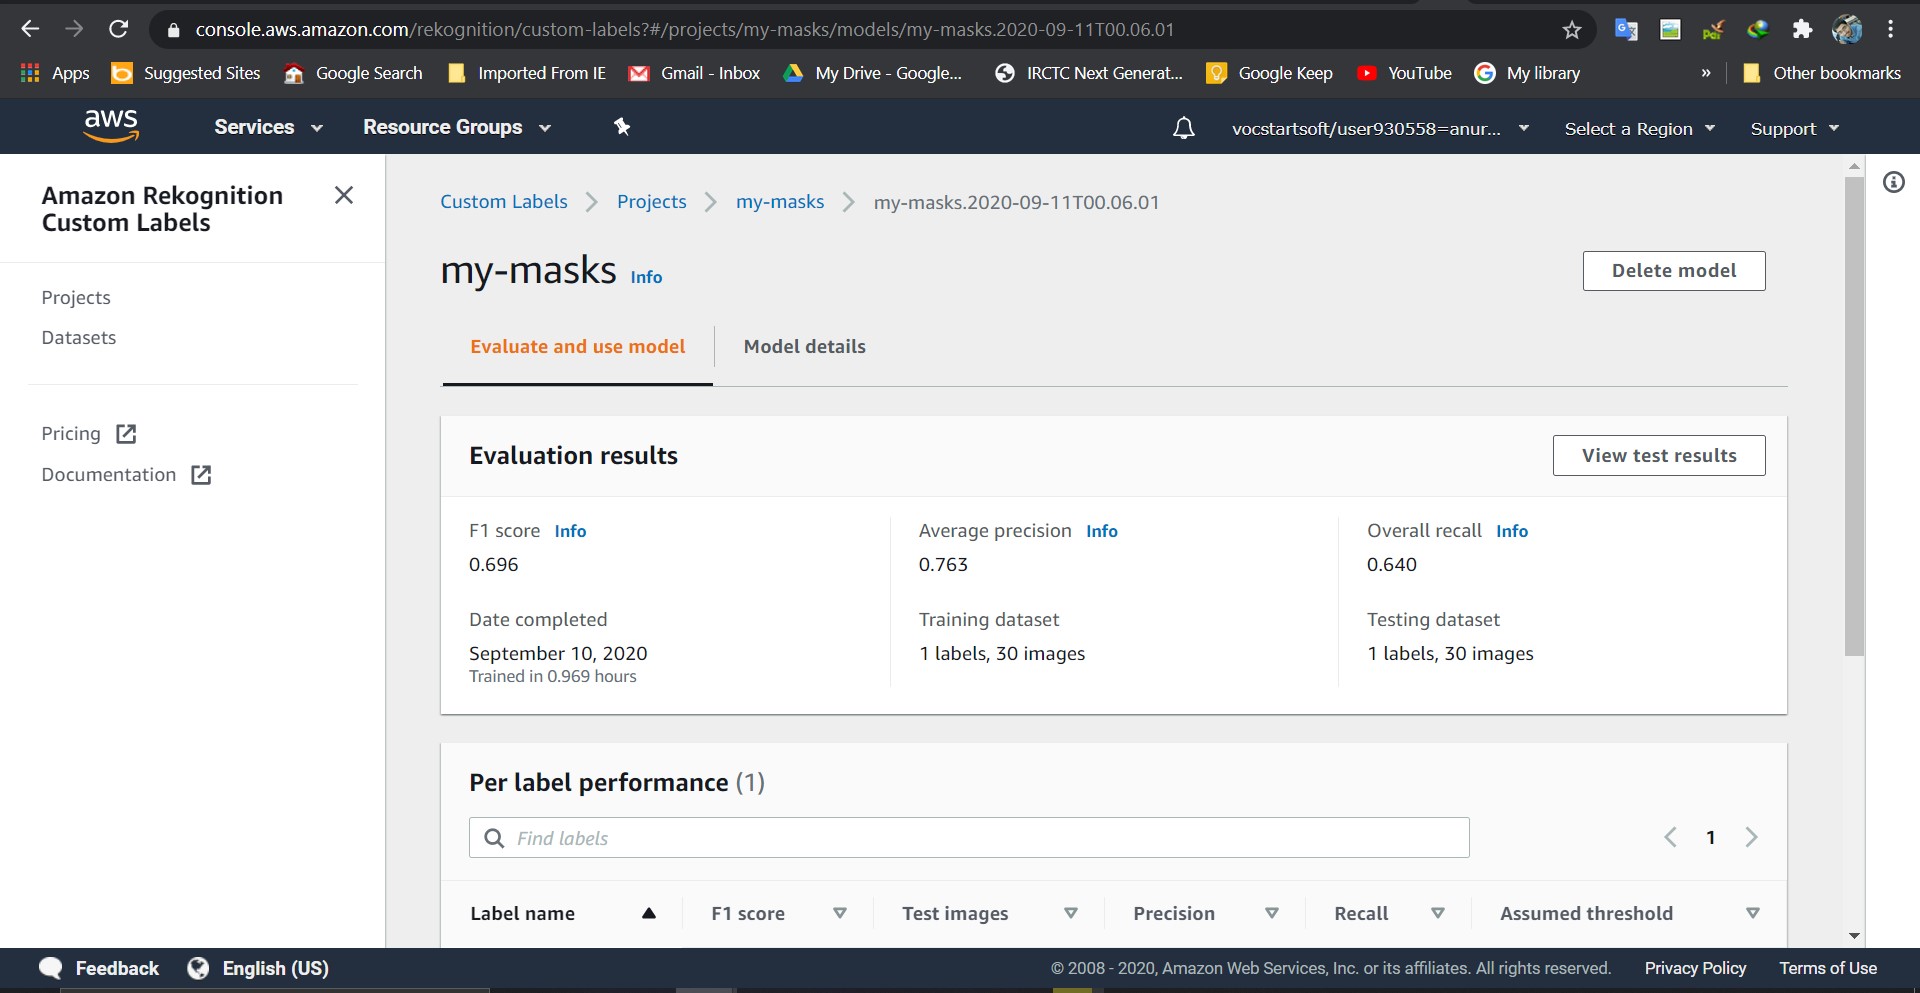 console.aws.amazon.com/rekognition/custom-labels?#/projects/my-masks/models/my-masks.2020-09-11T00.06.01
Apps Suggested Sites Google Search Imported From IE Gmail - Inbox My Drive - Google... IRCTC Next Generat... Google Keep YouTube My library » Other bookmarks
aws Services Resource Groups vocstartsoft/user930558=anur... Select a Region Support
Amazon Rekognition
Custom Labels
Projects
Datasets
Pricing
Documentation
Custom Labels Projects my-masks my-masks.2020-09-11T00.06.01
my-masks Info Delete model
Evaluate and use model Model details
Evaluation results View test results
F1 score Info Average precision Info Overall recall Info
0.696 0.763 0.640
Date completed Training dataset Testing dataset
September 10, 2020 1 labels, 30 images 1 labels, 30 images
Trained in 0.969 hours
Per label performance (1)
Find labels 1
Label name F1 score Test images Precision Recall Assumed threshold
Feedback English (US) © 2008 - 2020, Amazon Web Services, Inc. or its affiliates. All rights reserved. Privacy Policy Terms of Use